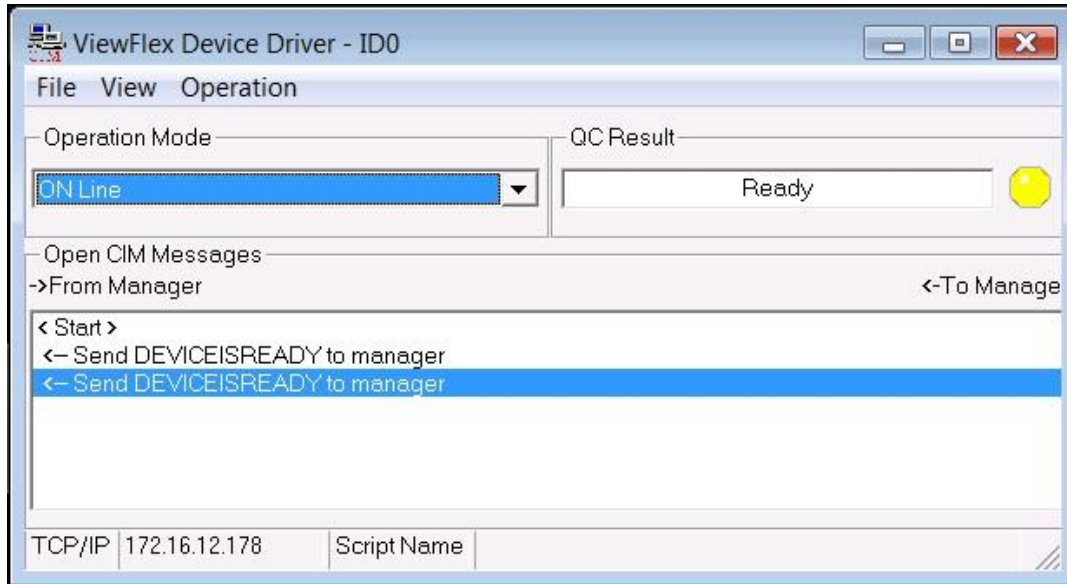 ViewFlex Device Driver - ID0
File View Operation
Operation Mode
QC Result
ON Line
Ready
Open CIM Messages
->From Manager
<-To Manage
< Start >
<-- Send DEVICEISREADY to manager
<-- Send DEVICEISREADY to manager
TCP/IP 172.16.12.178 Script Name